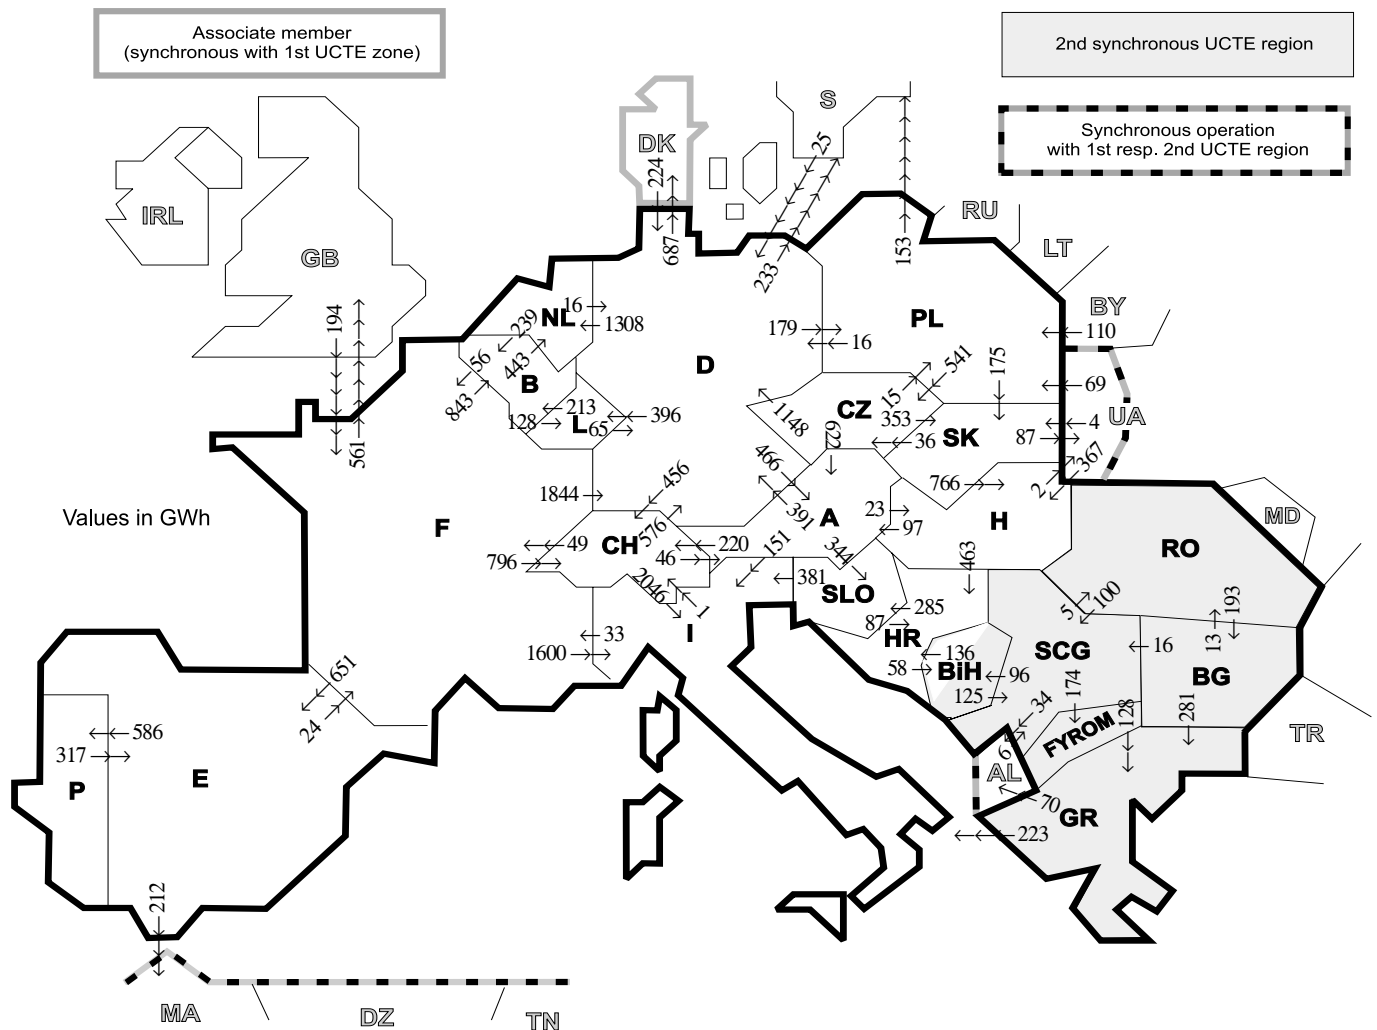 Associate member
(synchronous with 1st UCTE zone)
2nd synchronous UCTE region
Synchronous operation
with 1st resp. 2nd UCTE region
S
DK
25
224
IRL
RU
GB
687
233
153
LT
194
16
NL
239
1308
179
16
PL
BY
110
56
443
B
D
541
175
69
843
213
128
L
65
396
1148
CZ
15
353
36
SK
4
87
UA
561
622
367
1844
456
466
766
2
Values in GWh
F
576
391
A
23
97
H
MD
796
49
CH
46
220
151
344
463
RO
2046
1
381
SLO
5
100
193
33
I
87
285
HR
13
1600
136
58
BiH
96
125
SCG
16
BG
651
24
174
34
128
281
586
317
FYROM
TR
6
AL
P
E
70
GR
223
212
MA
DZ
TN